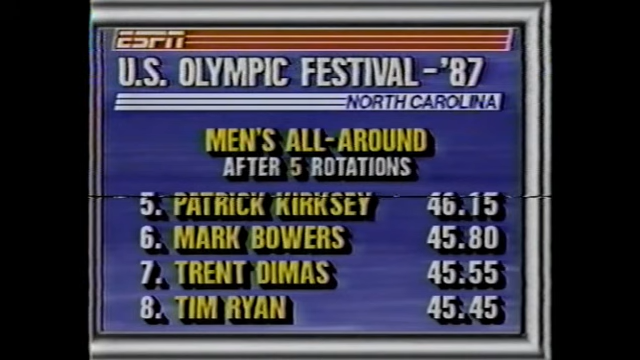 ESPN
U.S. OLYMPIC FESTIVAL-'87
NORTH CAROLINA
MEN'S ALL-AROUND
AFTER 5 ROTATIONS
5. PATRICK KIRKSEY 46.15
6. MARK BOWERS 45.80
7. TRENT DIMAS 45.55
8. TIM RYAN 45.45